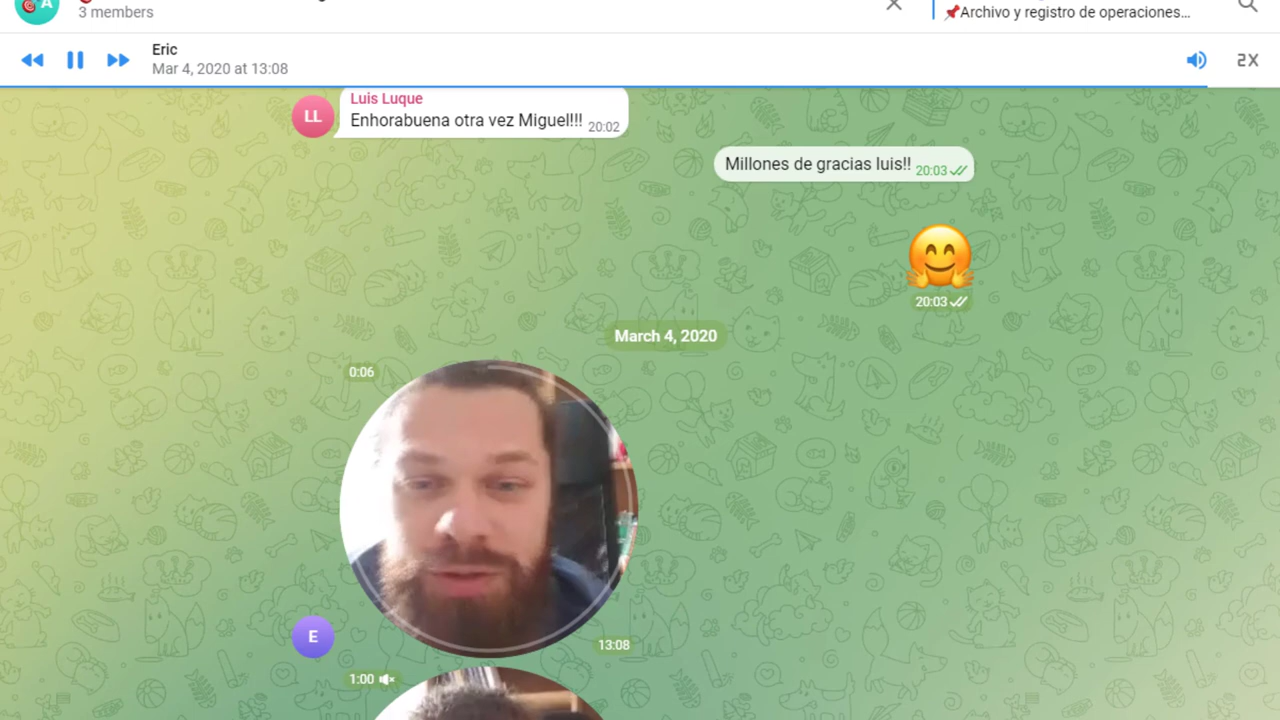 A
3 members
📌Archivo y registro de operaciones...
Eric
Mar 4, 2020 at 13:08
2X
Luis Luque
LL
Enhorabuena otra vez Miguel!!! 20:02
Millones de gracias luis!! 20:03
20:03
March 4, 2020
0:06
E
13:08
1:00